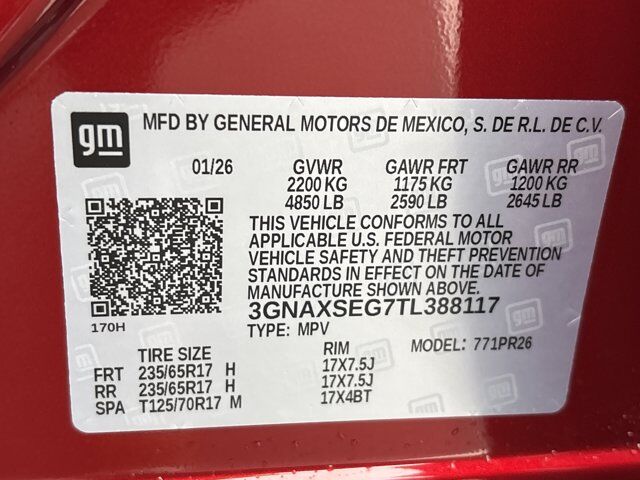 gm MFD BY GENERAL MOTORS DE MEXICO, S. DE R.L. DE C.V.
01/26 GVWR GAWR FRT GAWR RR
2200 KG 1175 KG 1200 KG
4850 LB 2590 LB 2645 LB
THIS VEHICLE CONFORMS TO ALL
APPLICABLE U.S. FEDERAL MOTOR
VEHICLE SAFETY AND THEFT PREVENTION
STANDARDS IN EFFECT ON THE DATE OF
MANUFACTURE SHOWN ABOVE.
3GNAXSEG7TL388117
170H TYPE: MPV
TIRE SIZE RIM MODEL: 771PR26
FRT 235/65R17 H 17X7.5J
RR 235/65R17 H 17X7.5J
SPA T125/70R17 M 17X4BT